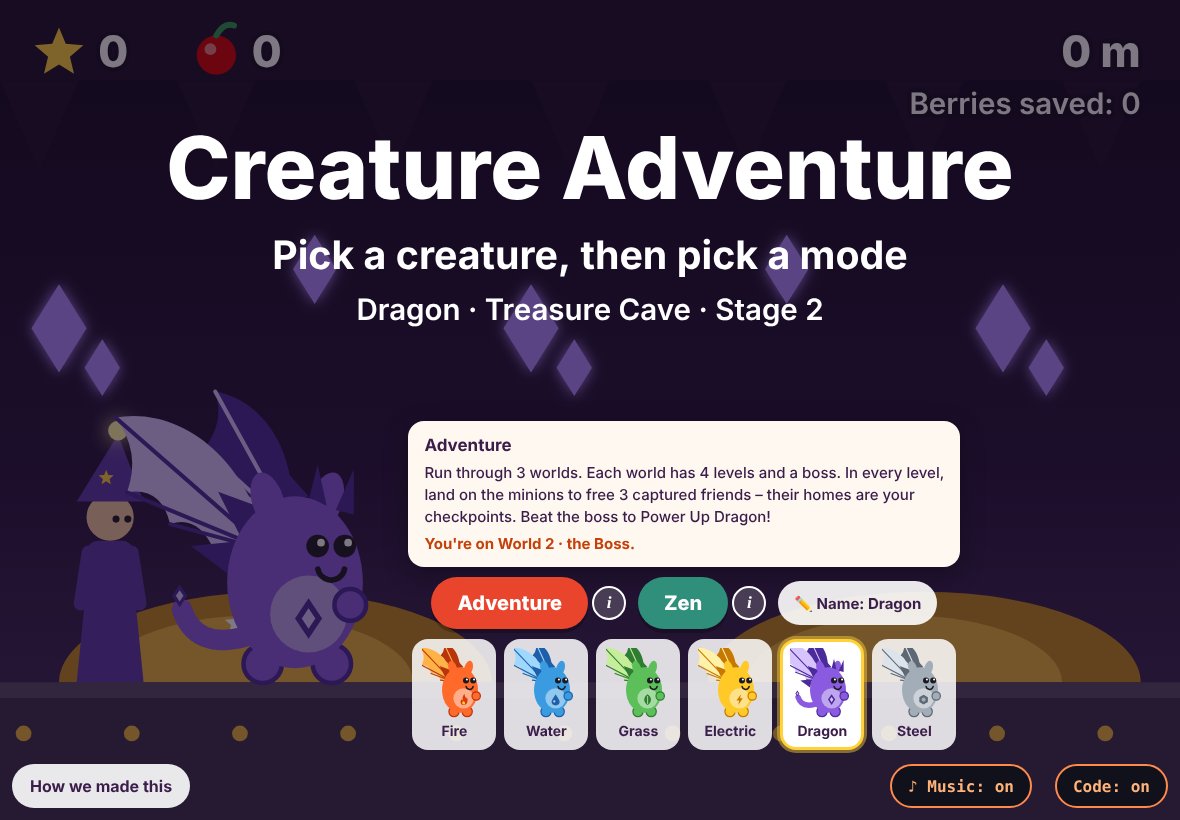 0
0
0 m
Berries saved: 0
Creature Adventure
Pick a creature, then pick a mode
Dragon · Treasure Cave · Stage 2
Adventure
Run through 3 worlds. Each world has 4 levels and a boss. In every level,
land on the minions to free 3 captured friends – their homes are your
checkpoints. Beat the boss to Power Up Dragon!
You're on World 2 · the Boss.
Adventure
i
Zen
i
✏️ Name: Dragon
Fire
Water
Grass
Electric
Dragon
Steel
How we made this
♪ Music: on
Code: on